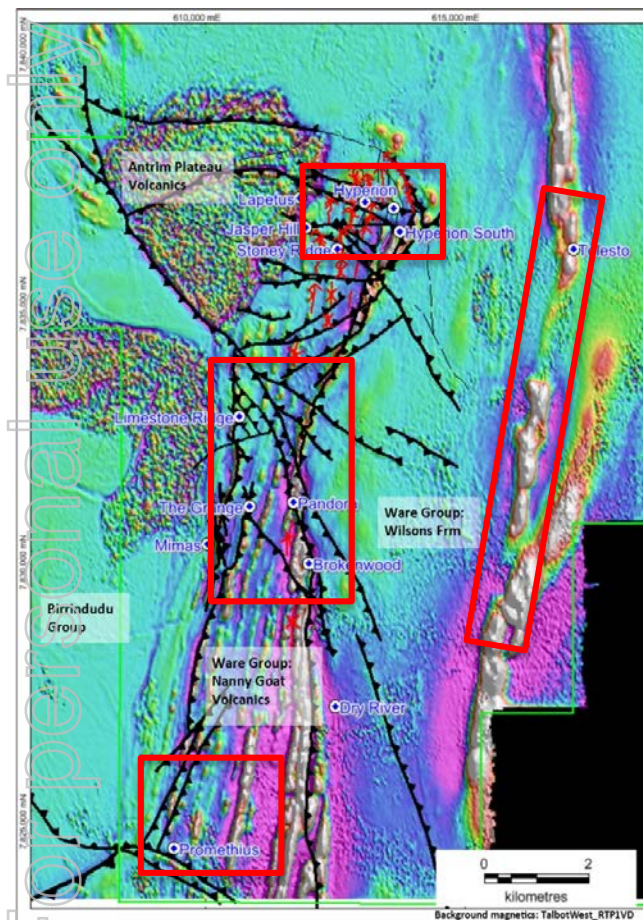 610,000 mE
615,000 mE
7,840,000 mN
For personal use only
Antrim Plateau
Volcanics
Lapetus
Hyperion
Jasper Hill
Hyperion South
Stoney Ridge
Telesto
7,835,000 mN
Limestone Ridge
The Grange
Pandora
Ware Group:
Wilsons Frm
Mimas
Brokenwood
7,830,000 mN
Birrindudu
Group
Ware Group:
Nanny Goat
Volcanics
Dry River
7,825,000 mN
Promethius
0
2
kilometres
Background magnetics: TalbotWest_RTP1VD